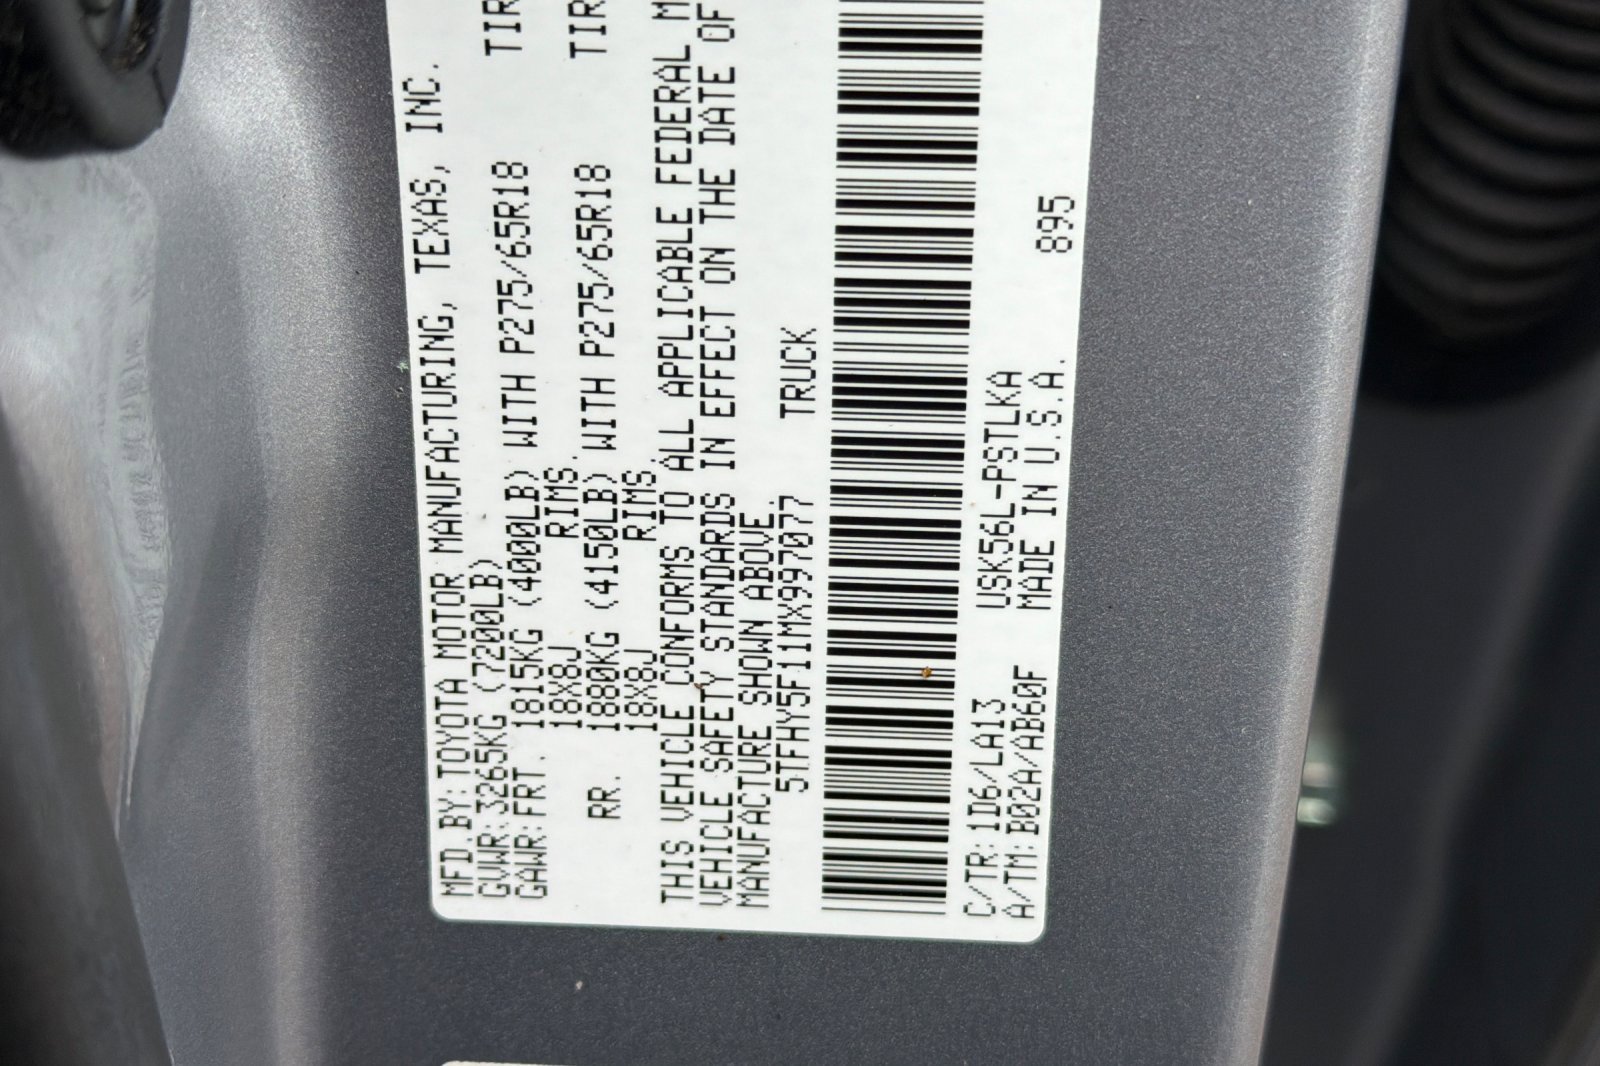 MFD.BY:TOYOTA MOTOR MANUFACTURING, TEXAS, INC.
GVWR:3265KG (7200LB)
GAWR:FRT. 1815KG (4000LB) WITH P275/65R18 TIR
18X8J RIMS,
RR. 1880KG (4150LB) WITH P275/65R18 TIR
18X8J RIMS,
THIS VEHICLE CONFORMS TO ALL APPLICABLE FEDERAL M
VEHICLE SAFETY STANDARDS IN EFFECT ON THE DATE OF
MANUFACTURE SHOWN ABOVE.
5TFHY5F11MX997077 TRUCK
C/TR:1D6/LA13 USK56L-PSTLKA
A/TM:B02A/AB60F MADE IN U.S.A. 895